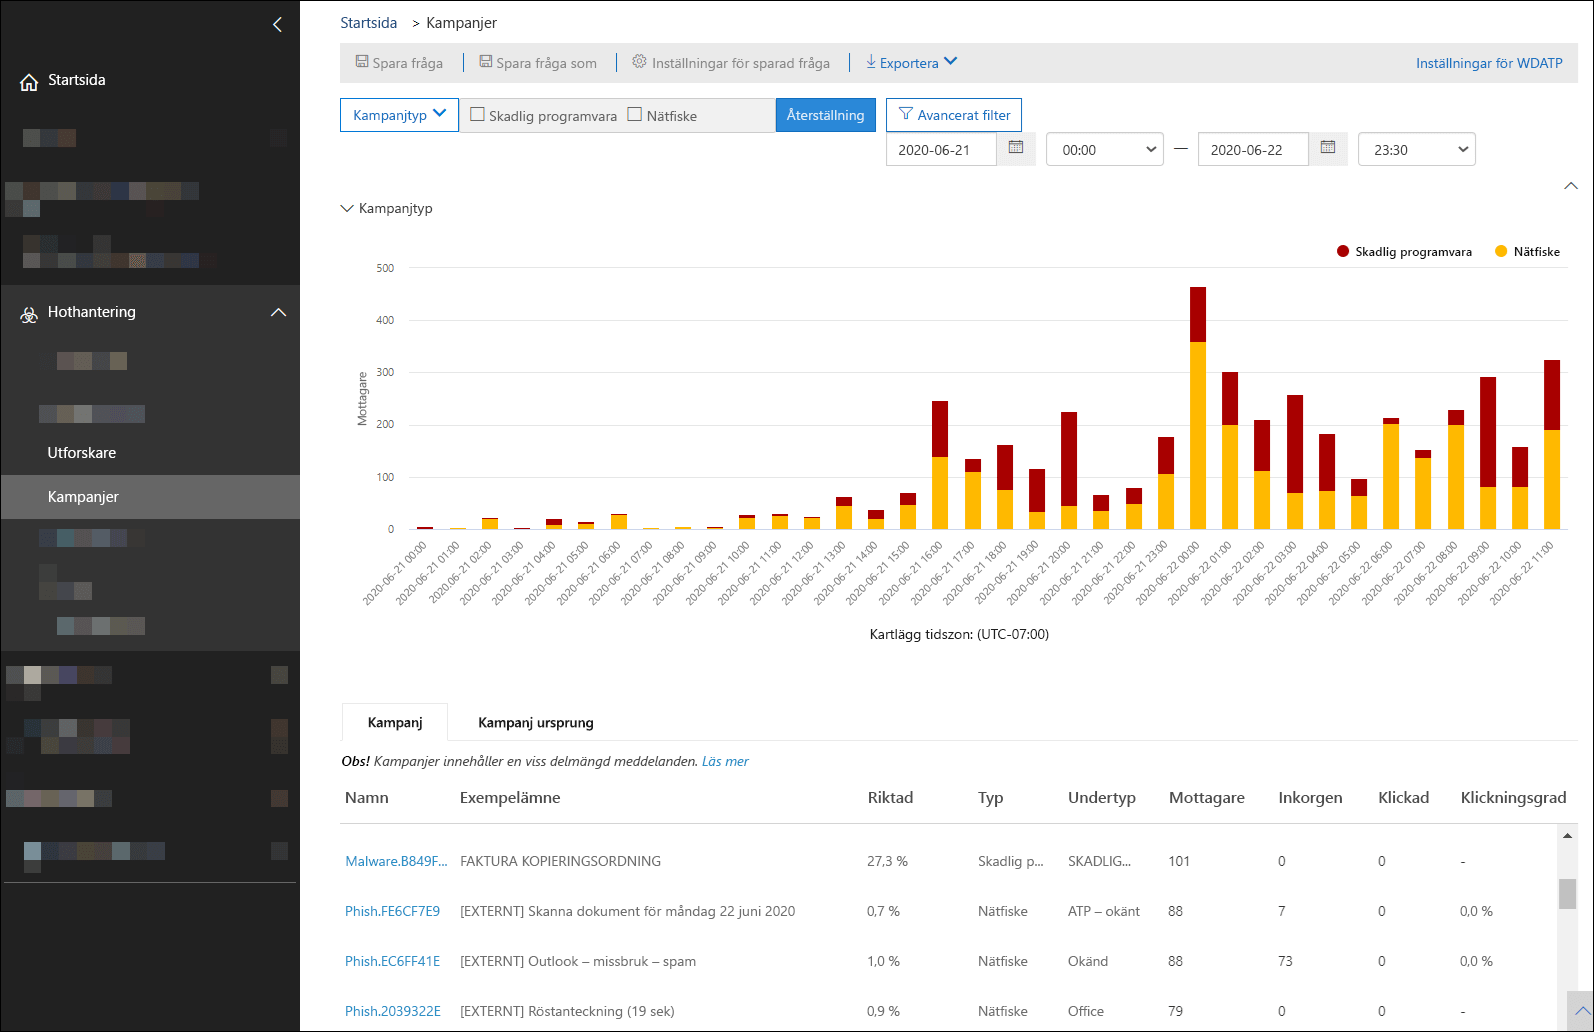 Startsida
Hothantering
Utforskare
Kampanjer
Startsida > Kampanjer
Spara fråga | Spara fråga som | Inställningar för sparad fråga | Exportera Inställningar för WDATP
Kampanjtyp Skadlig programvara Nätfiske Återställning Avancerat filter
2020-06-21 00:00 — 2020-06-22 23:30
Kampanjtyp
Skadlig programvara Nätfiske
Mottagare
500
400
300
200
100
0
2020-06-21 00:00
2020-06-21 01:00
2020-06-21 02:00
2020-06-21 03:00
2020-06-21 04:00
2020-06-21 05:00
2020-06-21 06:00
2020-06-21 07:00
2020-06-21 08:00
2020-06-21 09:00
2020-06-21 10:00
2020-06-21 11:00
2020-06-21 12:00
2020-06-21 13:00
2020-06-21 14:00
2020-06-21 15:00
2020-06-21 16:00
2020-06-21 17:00
2020-06-21 18:00
2020-06-21 19:00
2020-06-21 20:00
2020-06-21 21:00
2020-06-21 22:00
2020-06-21 23:00
2020-06-22 00:00
2020-06-22 01:00
2020-06-22 02:00
2020-06-22 03:00
2020-06-22 04:00
2020-06-22 05:00
2020-06-22 06:00
2020-06-22 07:00
2020-06-22 08:00
2020-06-22 09:00
2020-06-22 10:00
2020-06-22 11:00
Kartlägg tidszon: (UTC-07:00)
Kampanj Kampanj ursprung
Obs! Kampanjer innehåller en viss delmängd meddelanden. Läs mer
Namn Exempelämne Riktad Typ Undertyp Mottagare Inkorgen Klickad Klickningsgrad
Malware.B849F... FAKTURA KOPIERINGSORDNING 27,3 % Skadlig p... SKADLIG... 101 0 0 -
Phish.FE6CF7E9 [EXTERNT] Skanna dokument för måndag 22 juni 2020 0,7 % Nätfiske ATP – okänt 88 7 0 0,0 %
Phish.EC6FF41E [EXTERNT] Outlook – missbruk – spam 1,0 % Nätfiske Okänd 88 73 0 0,0 %
Phish.2039322E [EXTERNT] Röstanteckning (19 sek) 0,9 % Nätfiske Office 79 0 0 -